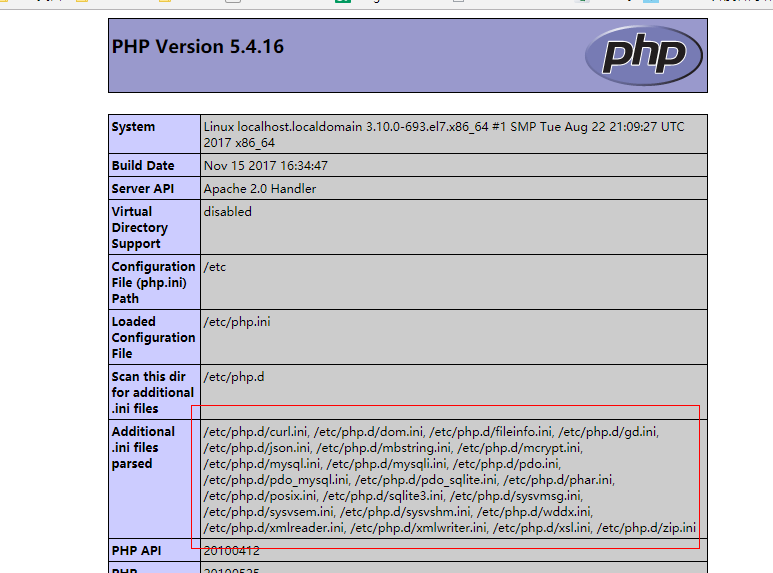 PHP Version 5.4.16
php
System
Linux localhost.localdomain 3.10.0-693.el7.x86_64 #1 SMP Tue Aug 22 21:09:27 UTC
2017 x86_64
Build Date
Nov 15 2017 16:34:47
Server API
Apache 2.0 Handler
Virtual
Directory
Support
disabled
Configuration
File (php.ini)
Path
/etc
Loaded
Configuration
File
/etc/php.ini
Scan this dir
for additional
.ini files
/etc/php.d
Additional
.ini files
parsed
/etc/php.d/curl.ini, /etc/php.d/dom.ini, /etc/php.d/fileinfo.ini, /etc/php.d/gd.ini,
/etc/php.d/json.ini, /etc/php.d/mbstring.ini, /etc/php.d/mcrypt.ini,
/etc/php.d/mysql.ini, /etc/php.d/mysqli.ini, /etc/php.d/pdo.ini,
/etc/php.d/pdo_mysql.ini, /etc/php.d/pdo_sqlite.ini, /etc/php.d/phar.ini,
/etc/php.d/posix.ini, /etc/php.d/sqlite3.ini, /etc/php.d/sysvmsg.ini,
/etc/php.d/sysvsem.ini, /etc/php.d/sysvshm.ini, /etc/php.d/wddx.ini,
/etc/php.d/xmlreader.ini, /etc/php.d/xmlwriter.ini, /etc/php.d/xsl.ini, /etc/php.d/zip.ini
PHP API
20100412
PHP
20100525